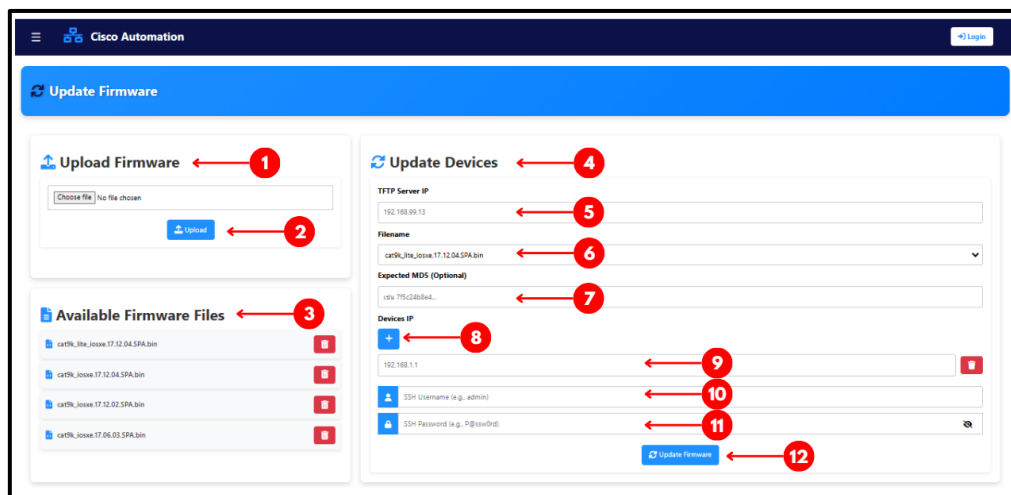 Cisco Automation
Login
Update Firmware
Upload Firmware
1
Choose file No file chosen
Upload
2
Available Firmware Files
3
cat9k_lite_iosxe.17.12.04.SPA.bin
cat9k_iosxe.17.12.04.SPA.bin
cat9k_iosxe.17.12.02.SPA.bin
cat9k_iosxe.17.06.03.SPA.bin
Update Devices
4
TFTP Server IP
192.168.99.13
5
Filename
cat9k_lite_iosxe.17.12.04.SPA.bin
6
Expected MD5 (Optional)
เช่น 7f5c24b8e4...
7
Devices IP
+
8
192.168.1.1
9
SSH Username (e.g., admin)
10
SSH Password (e.g., P@ssw0rd)
11
Update Firmware
12